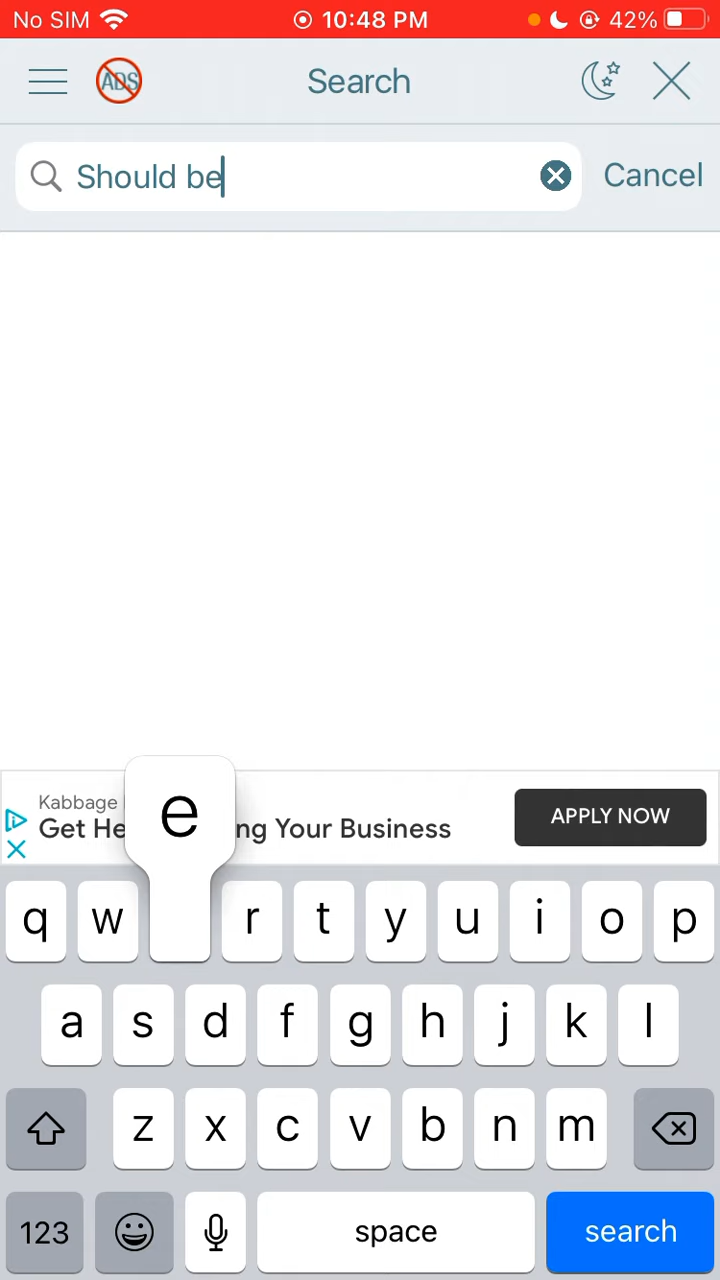 No SIM 10:48 PM 42%
ADS Search
Should be Cancel
Kabbage
Get He ng Your Business
APPLY NOW
e
q w r t y u i o p
a s d f g h j k l
z x c v b n m
123 space search